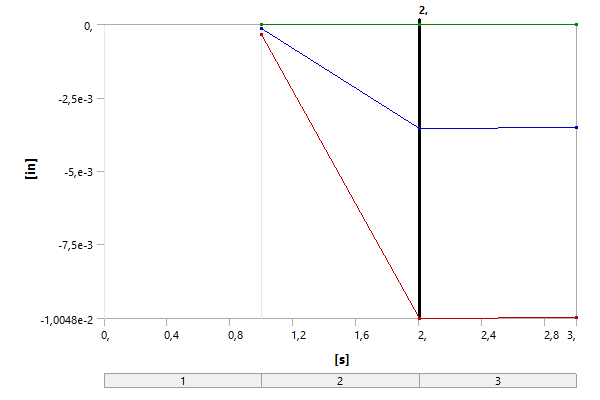 2,
0,
-2,5e-3
-5,e-3
-7,5e-3
-1,0048e-2
[in]
0, 0,4 0,8 1,2 1,6 2, 2,4 2,8 3,
[s]
1 2 3